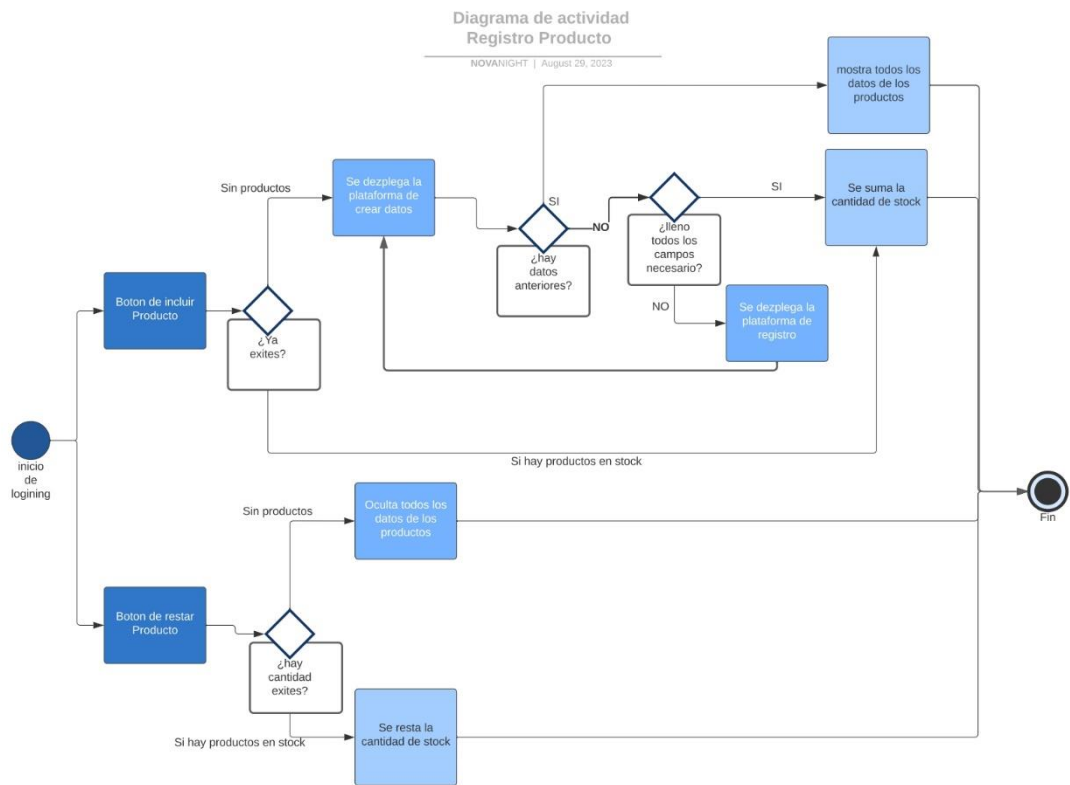 Diagrama de actividad
Registro Producto
NOVANIGHT | August 29, 2023
mostra todos los
datos de los
productos
Sin productos
Se dezplega la
plataforma de
crear datos
SI
NO
¿hay
datos
anteriores?
¿lleno
todos los
campos
necesario?
SI
Se suma la
cantidad de stock
NO
Se dezplega la
plataforma de
registro
Boton de incluir
Producto
¿Ya
exites?
Si hay productos en stock
inicio
de
logining
Sin productos
Oculta todos los
datos de los
productos
Fin
Boton de restar
Producto
¿hay
cantidad
exites?
Si hay productos en stock
Se resta la
cantidad de stock